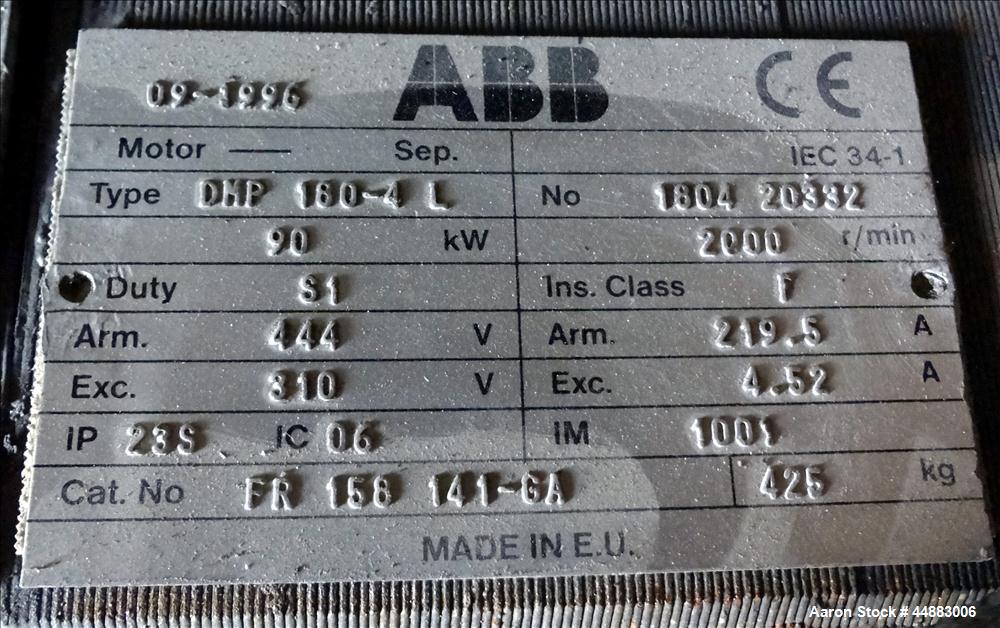 09-1996 ABB CE
Motor — Sep. IEC 34-1
Type DMP 180-4 L No 1804 20332
90 kW 2000 r/min
Duty S1 Ins. Class F
Arm. 444 V Arm. 219.5 A
Exc. 310 V Exc. 4.52 A
IP 23S IC 06 IM 1001
Cat. No FR 158 141-GA 425 kg
MADE IN E.U.
Aaron Stock # 44883006